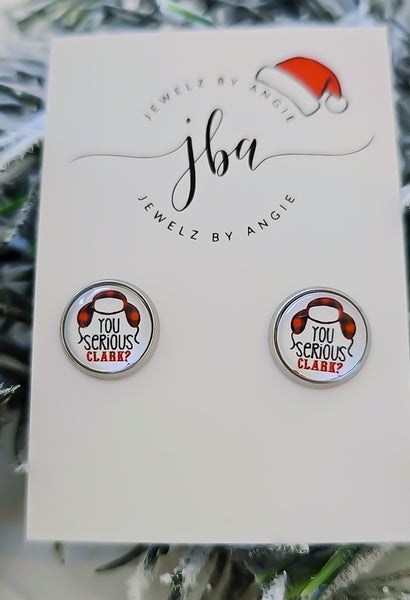 JEWELZ BY ANGIE
jba
JEWELZ BY ANGIE
YOU
SERIOUS
CLARK?
YOU
SERIOUS
CLARK?